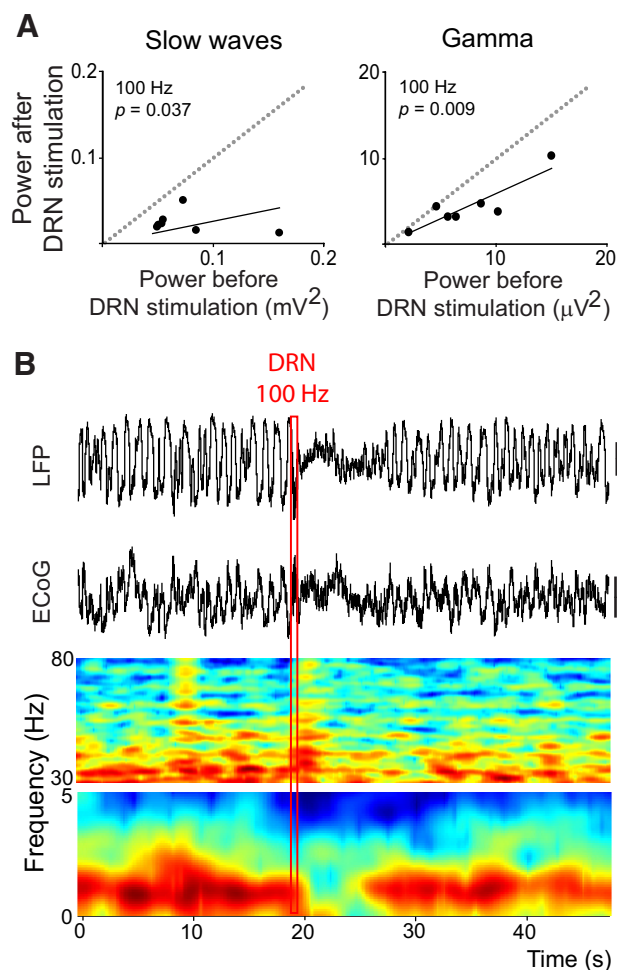 A
Slow waves
Gamma
Power after
DRN stimulation
0.2
0.1
0
0.1
0.2
100 Hz
p = 0.037
Power before
DRN stimulation (mV²)
20
10
0
10
20
100 Hz
p = 0.009
Power before
DRN stimulation (µV²)
B
DRN
100 Hz
LFP
ECoG
Frequency (Hz)
80
30
5
0
0
10
20
30
40
Time (s)